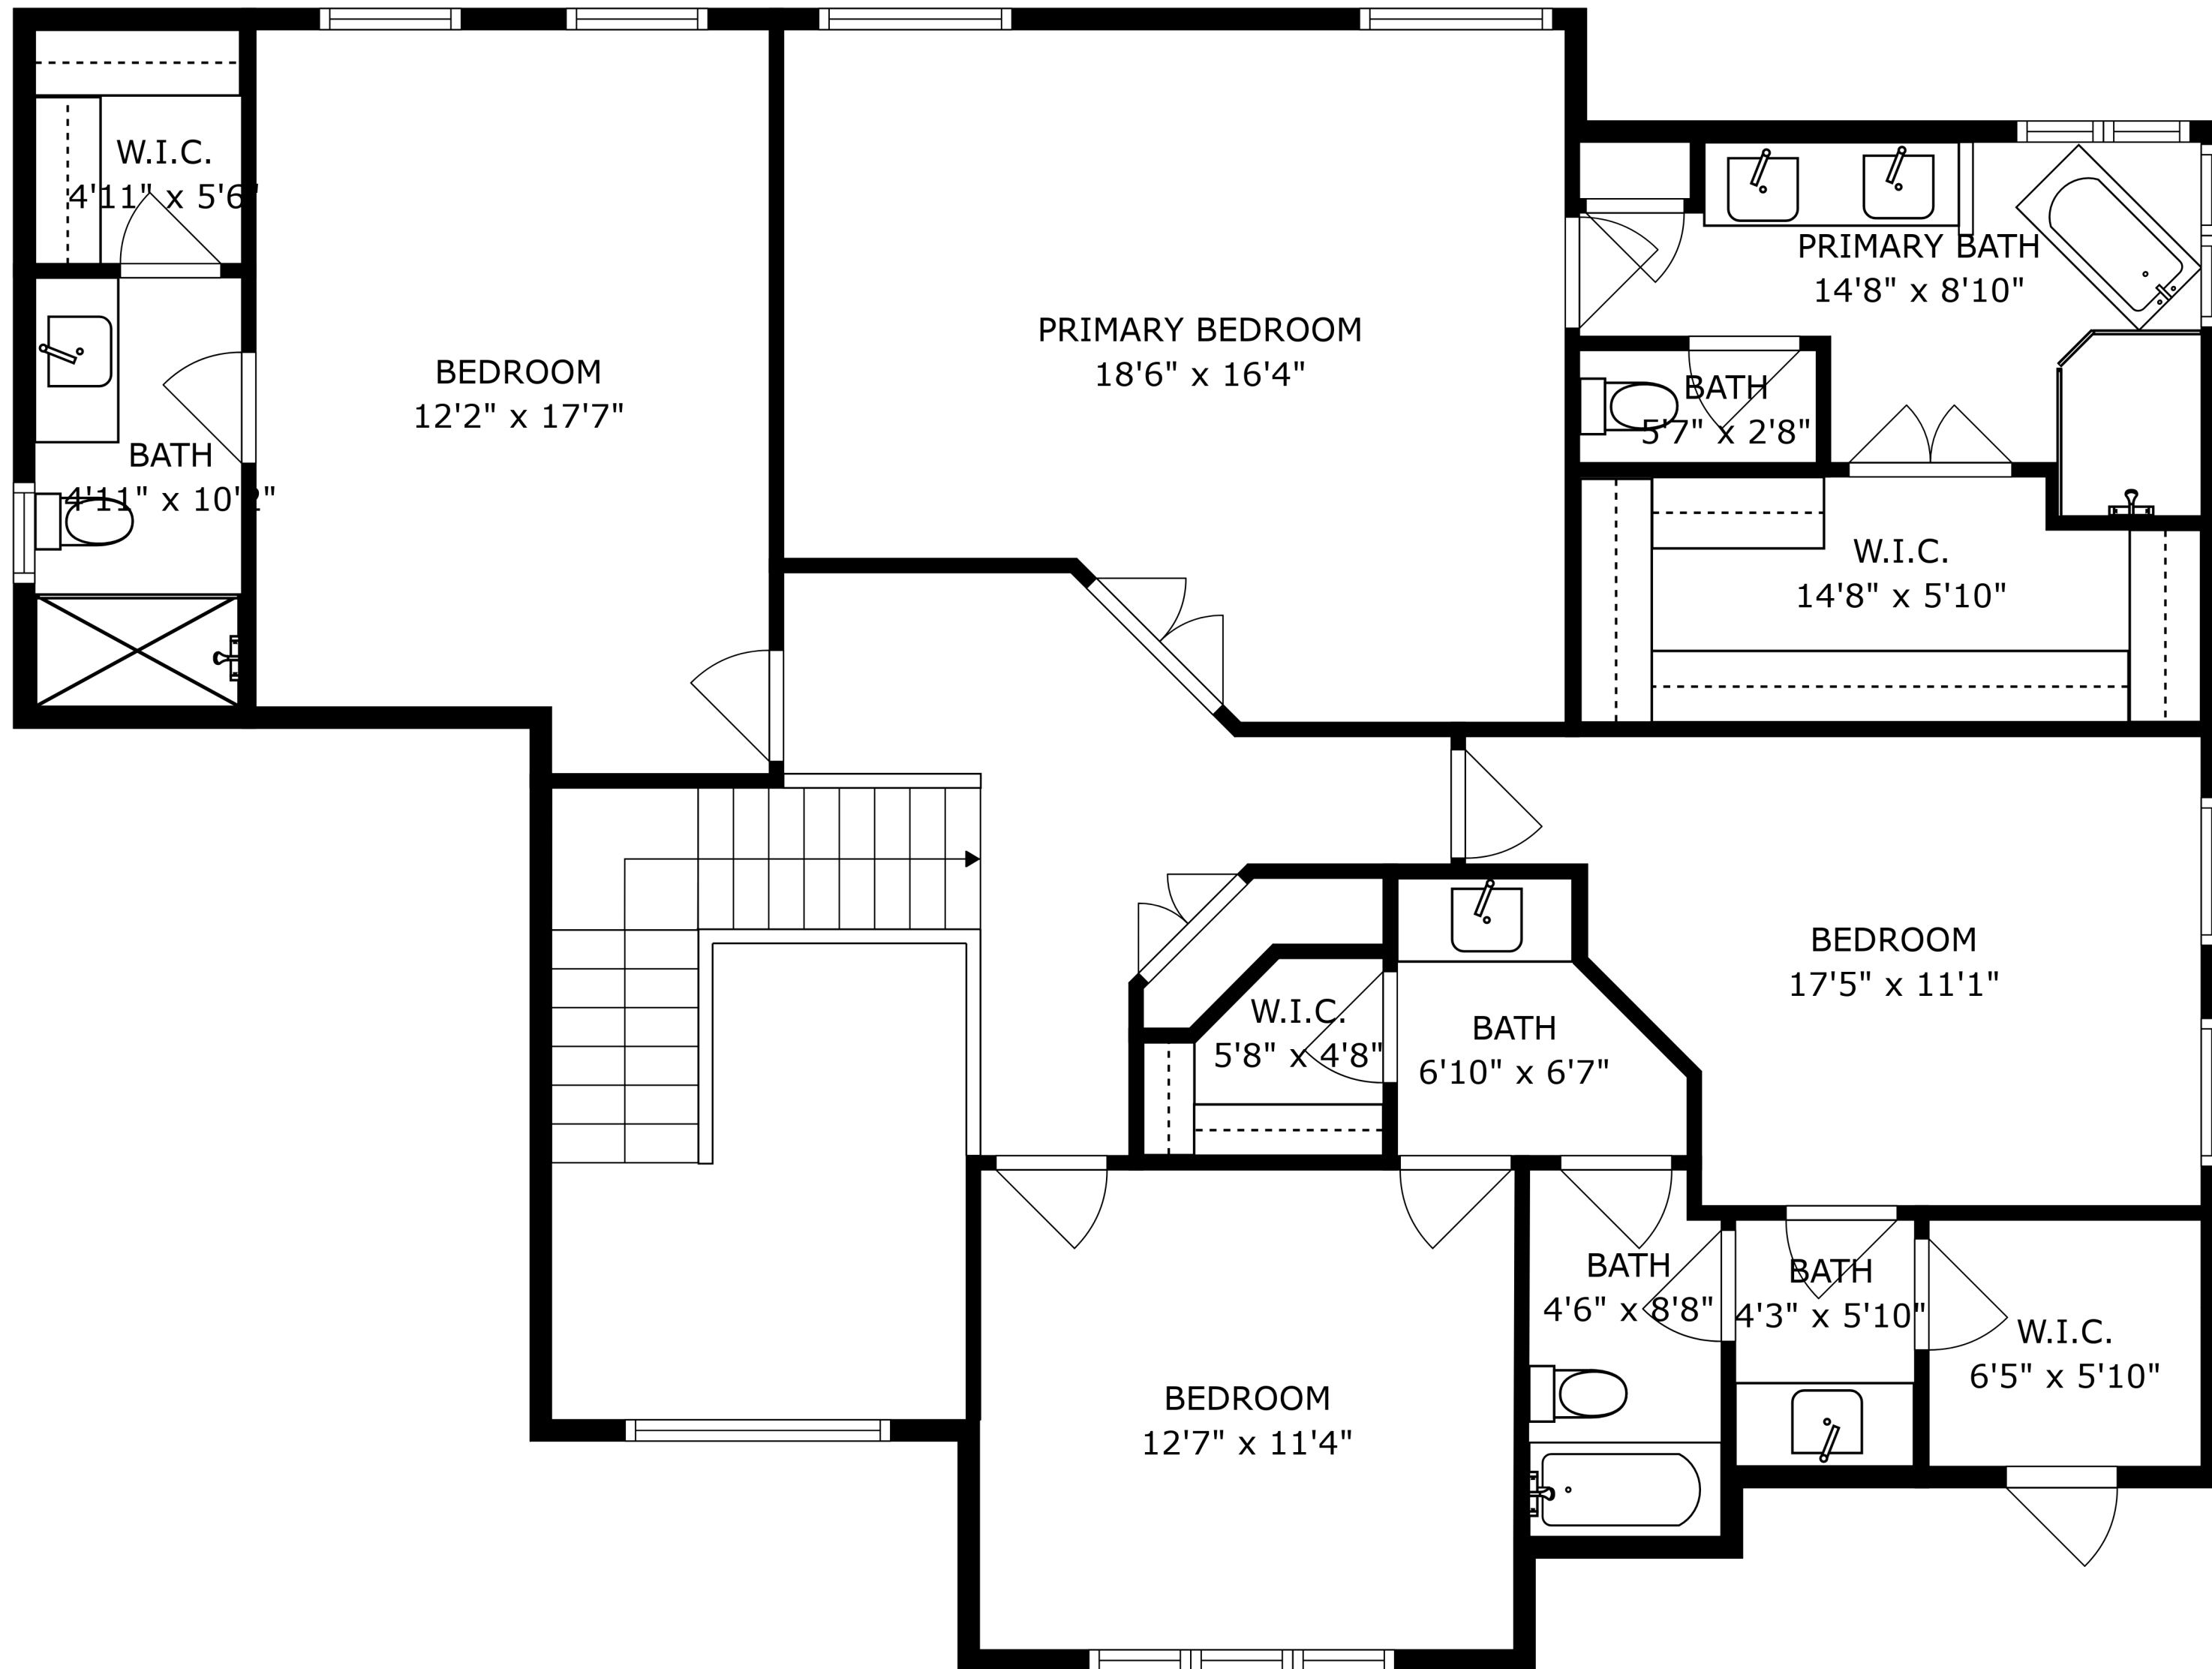 W.I.C.
4'11" x 5'6"
BEDROOM
12'2" x 17'7"
PRIMARY BEDROOM
18'6" x 16'4"
PRIMARY BATH
14'8" x 8'10"
BATH
5'7" x 2'8"
BATH
4'11" x 10'2"
W.I.C.
14'8" x 5'10"
BEDROOM
17'5" x 11'1"
W.I.C.
5'8" x 4'8"
BATH
6'10" x 6'7"
BATH
4'6" x 8'8"
BATH
4'3" x 5'10"
W.I.C.
6'5" x 5'10"
BEDROOM
12'7" x 11'4"